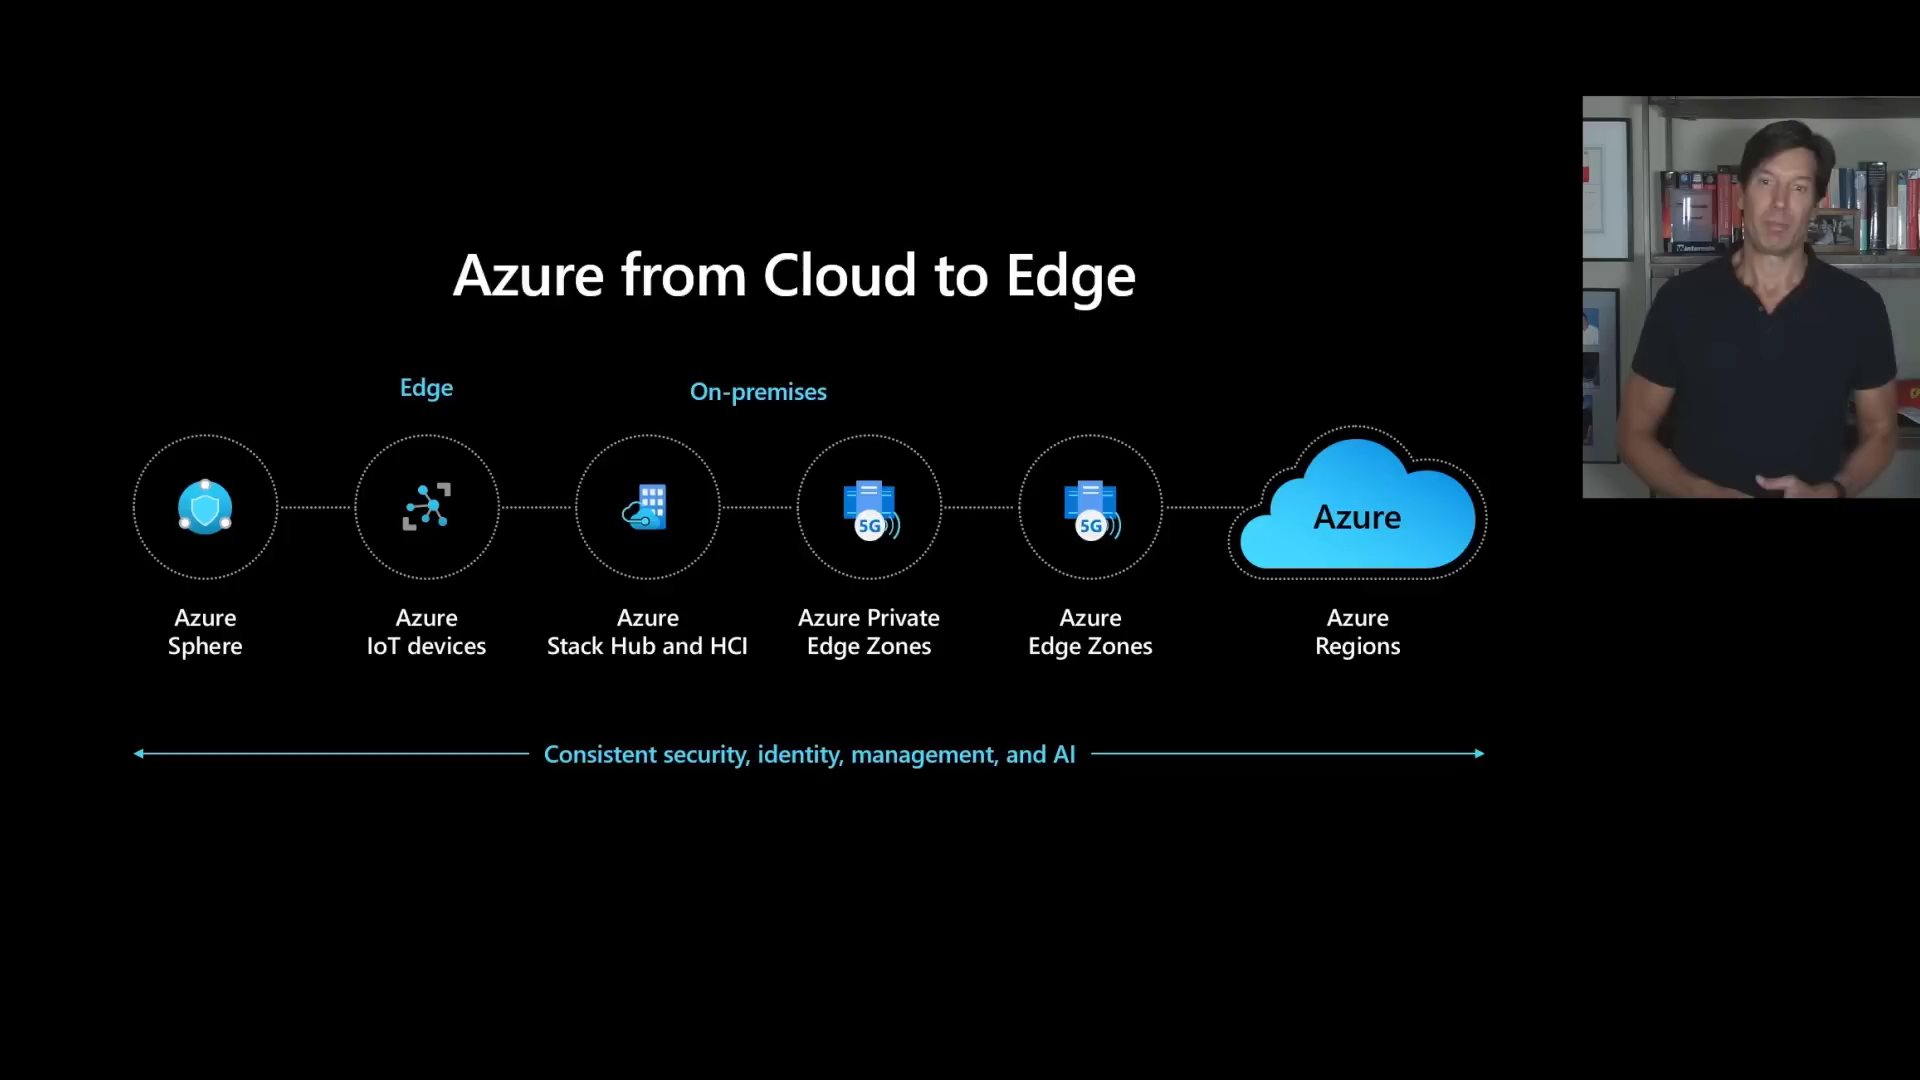 Azure from Cloud to Edge
Edge
On-premises
5G
5G
Azure
Azure
Sphere
Azure
IoT devices
Azure
Stack Hub and HCI
Azure Private
Edge Zones
Azure
Edge Zones
Azure
Regions
Consistent security, identity, management, and AI